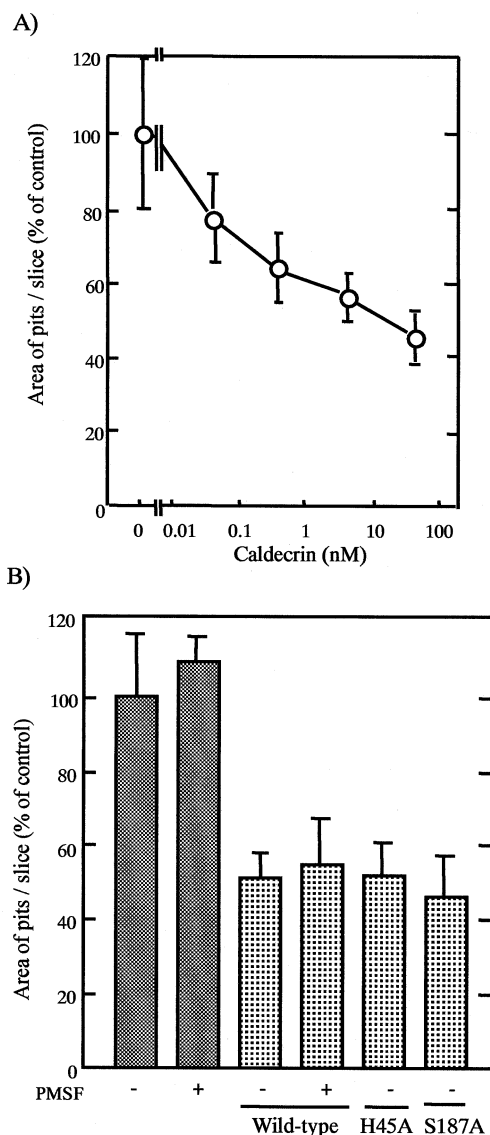 A)
Area of pits / slice (% of control)
120
100
80
60
40
20
0
0 0.01 0.1 1 10 100
Caldecrin (nM)
B)
Area of pits / slice (% of control)
120
100
80
60
40
20
0
PMSF - + - + - -
Wild-type H45A S187A